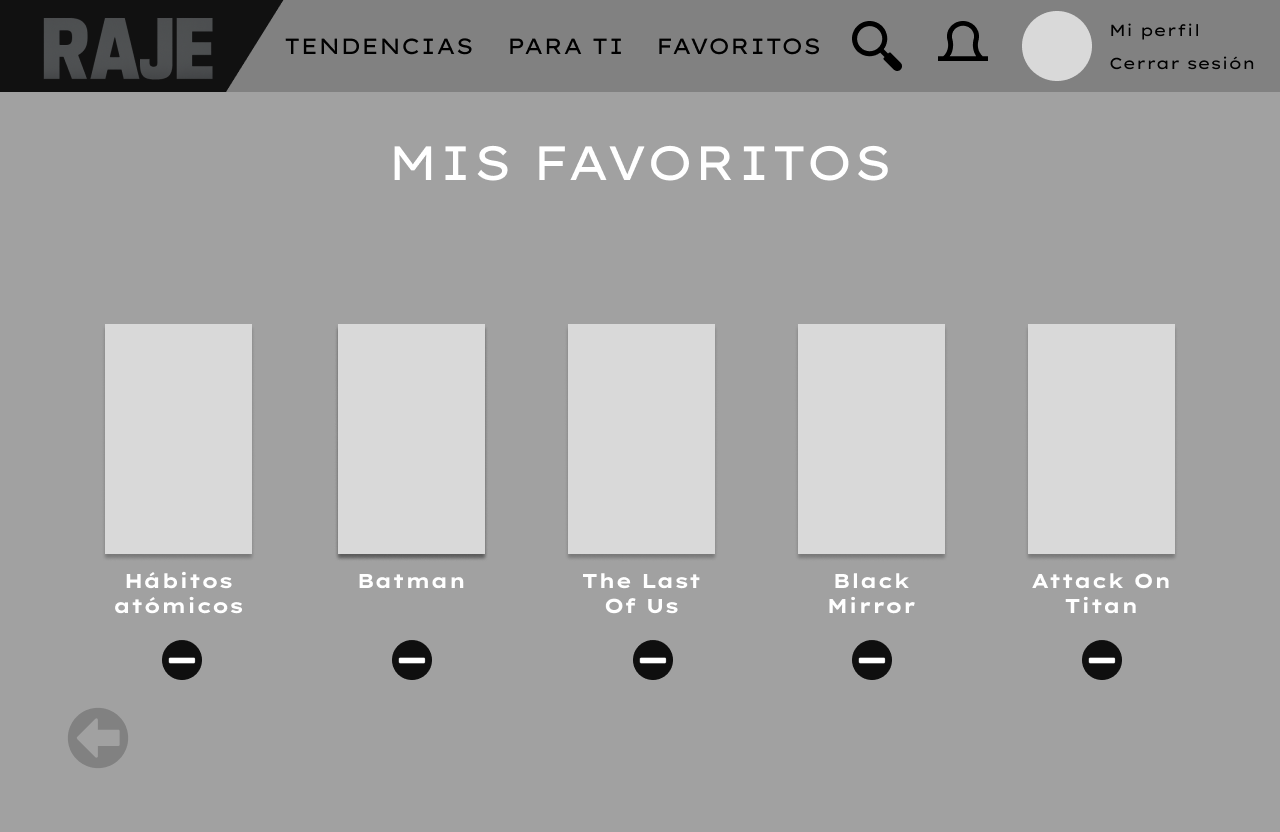 RAJE
TENDENCIAS
PARA TI
FAVORITOS
Mi perfil
Cerrar sesión
MIS FAVORITOS
Hábitos
atómicos
Batman
The Last
Of Us
Black
Mirror
Attack On
Titan